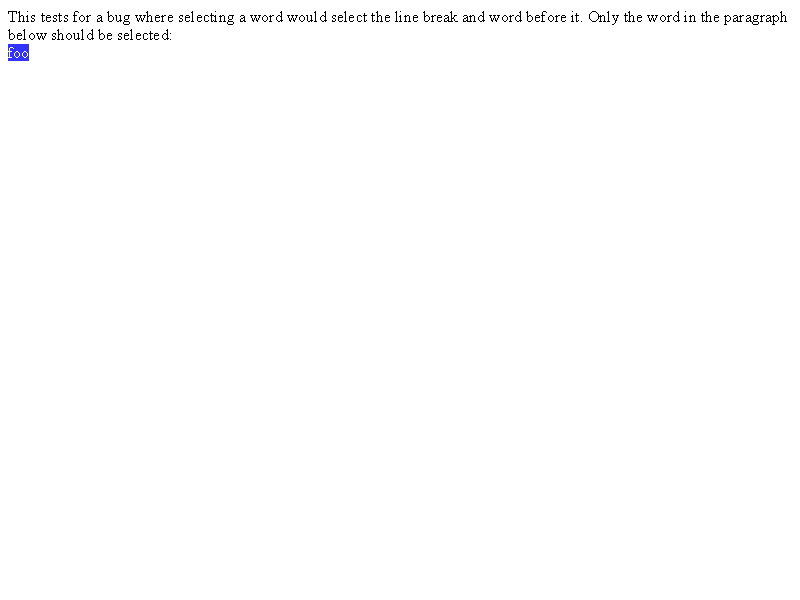 This tests for a bug where selecting a word would select the line break and word before it. Only the word in the paragraph
below should be selected:
foo